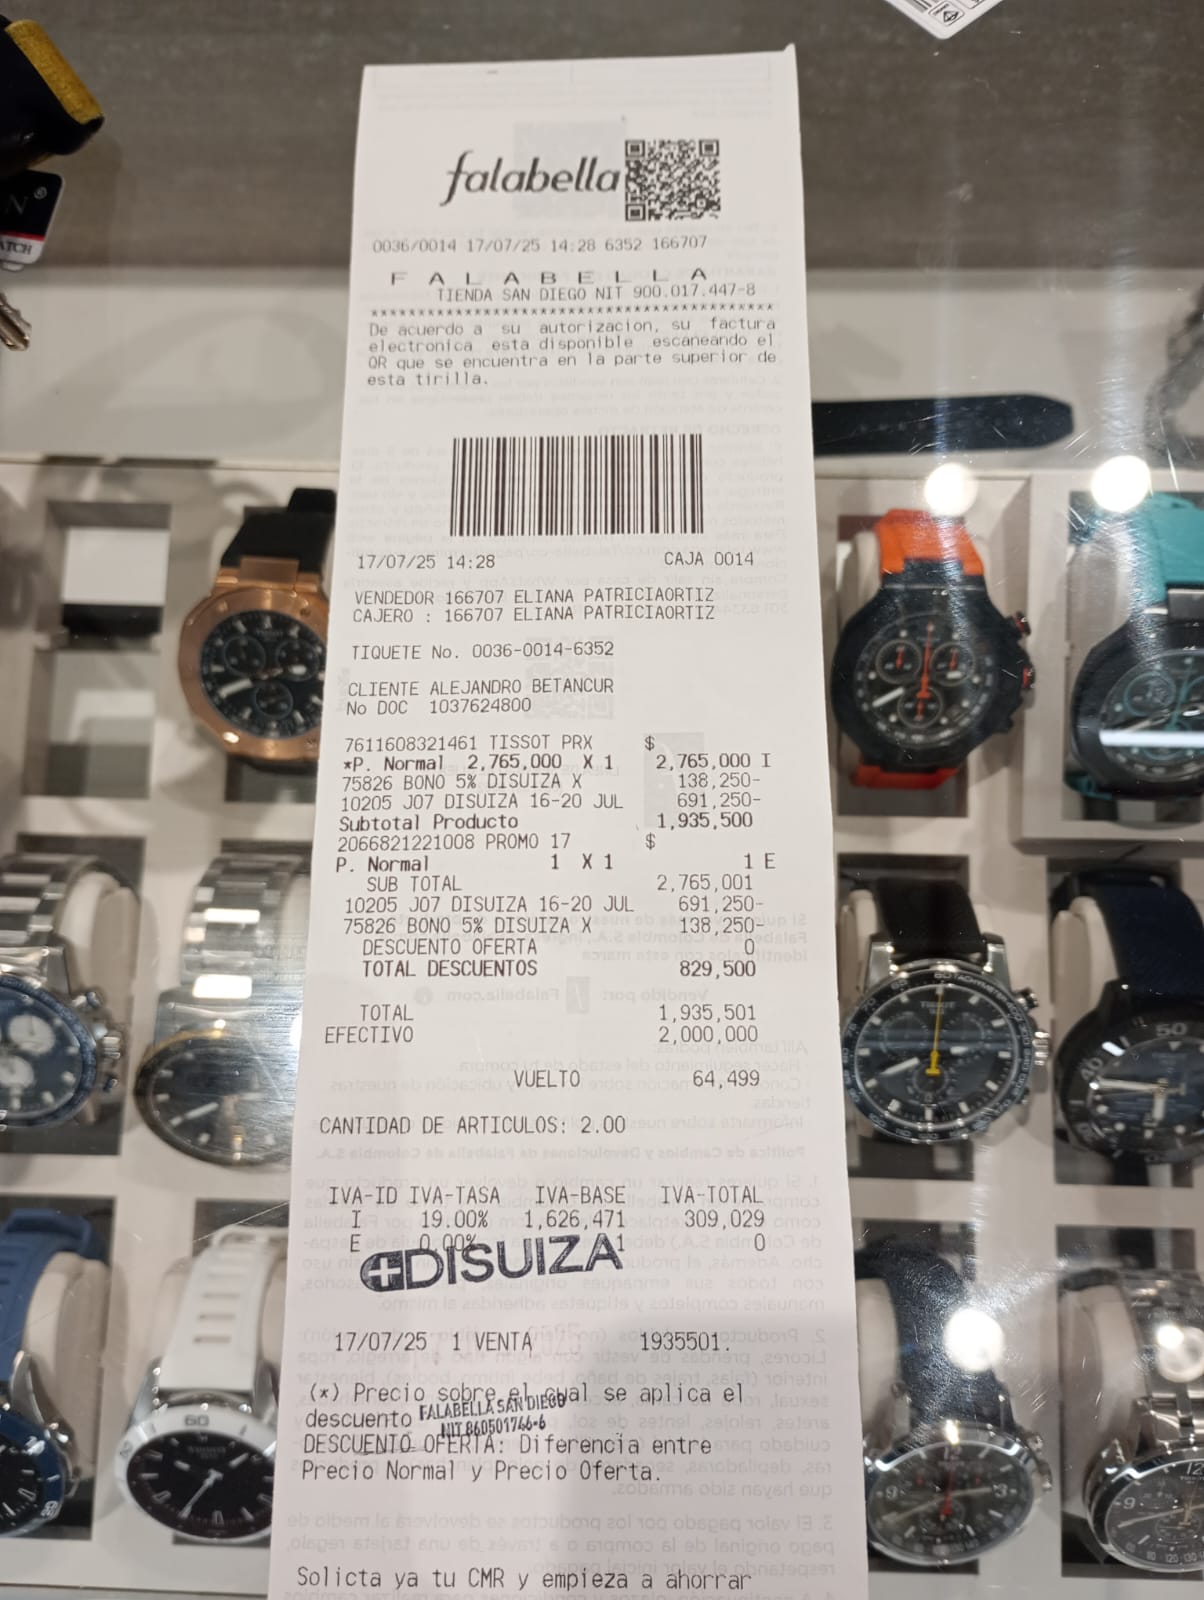 falabella
0036/0014 17/07/25 14:28 6352 166707
F A L A B E L L A
TIENDA SAN DIEGO NIT 900.017.447-8
******************************************
De acuerdo a su autorizacion, su factura
electronica esta disponible escaneando el
QR que se encuentra en la parte superior de
esta tirilla.
17/07/25 14:28 CAJA 0014
VENDEDOR 166707 ELIANA PATRICIAORTIZ
CAJERO : 166707 ELIANA PATRICIAORTIZ
TIQUETE No. 0036-0014-6352
CLIENTE ALEJANDRO BETANCUR
No DOC 1037624800
7611608321461 TISSOT PRX $
*P. Normal 2,765,000 X 1 2,765,000 I
75826 BONO 5% DISUIZA X 138,250-
10205 J07 DISUIZA 16-20 JUL 691,250-
Subtotal Producto 1,935,500
2066821221008 PROMO 17 $
P. Normal 1 X 1 1 E
SUB TOTAL 2,765,001
10205 J07 DISUIZA 16-20 JUL 691,250-
75826 BONO 5% DISUIZA X 138,250-
DESCUENTO OFERTA 0
TOTAL DESCUENTOS 829,500
TOTAL 1,935,501
EFECTIVO 2,000,000
VUELTO 64,499
CANTIDAD DE ARTICULOS: 2.00
IVA-ID IVA-TASA IVA-BASE IVA-TOTAL
I 19.00% 1,626,471 309,029
E 0.00% 1 0
DISUIZA
17/07/25 1 VENTA 1935501.
(*) Precio sobre el cual se aplica el
descuento
FALABELLA SAN DIEGO
NIT 860501746-6
DESCUENTO OFERTA: Diferencia entre
Precio Normal y Precio Oferta.
Solicta ya tu CMR y empieza a ahorrar